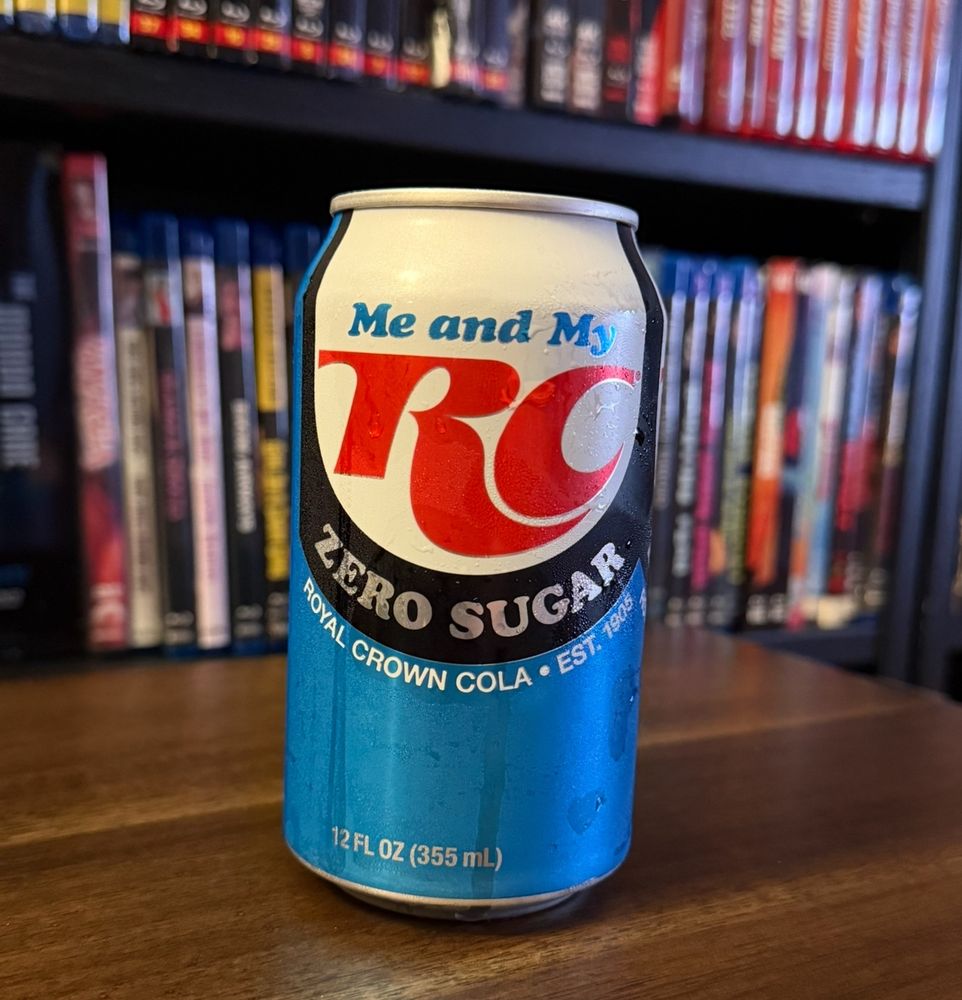 Me and My
RC
ZERO SUGAR
ROYAL CROWN COLA • EST. 1905
12 FL OZ (355 mL)